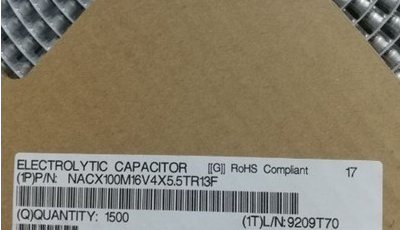 ELECTROLYTIC CAPACITOR [[G]] RoHS Compliant 17
(1P)P/N: NACX100M16V4X5.5TR13F
(Q)QUANTITY: 1500 (1T)L/N:9209T70